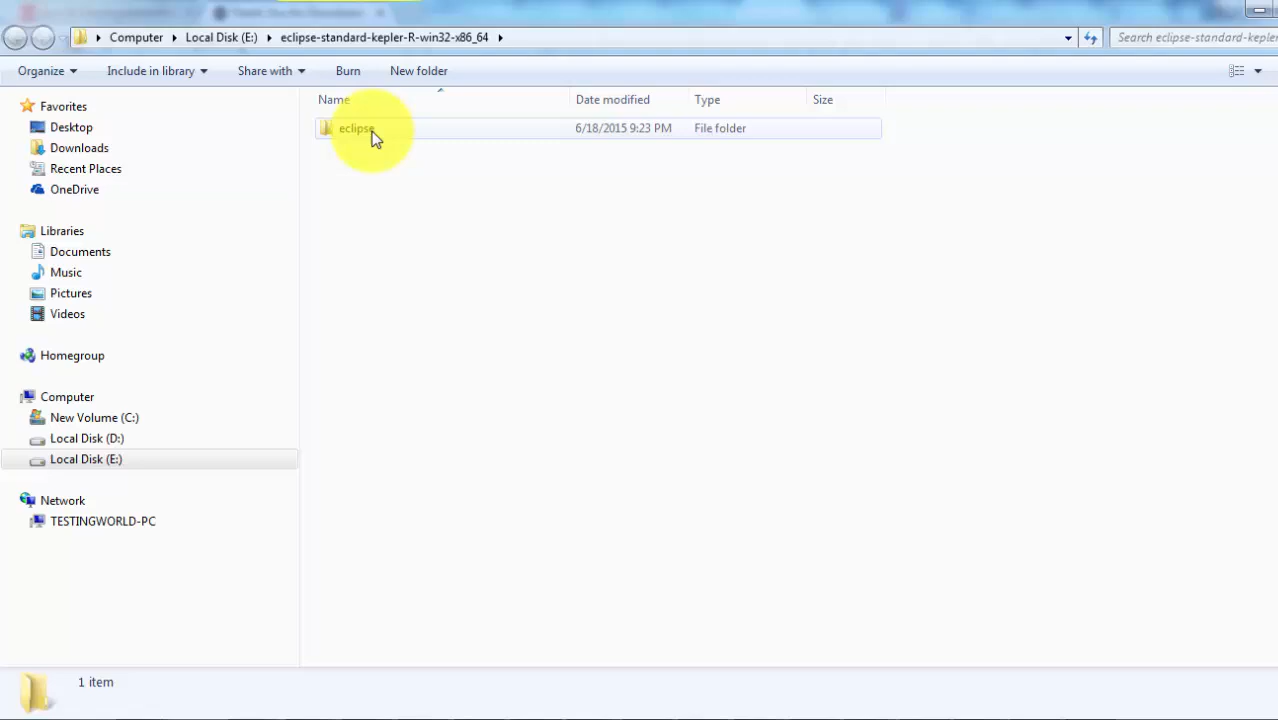 Computer Local Disk (E:) eclipse-standard-kepler-R-win32-x86_64 Search eclipse-standard-kepler
Organize Include in library Share with Burn New folder
Name Date modified Type Size
eclipse 6/18/2015 9:23 PM File folder
Favorites
Desktop
Downloads
Recent Places
OneDrive
Libraries
Documents
Music
Pictures
Videos
Homegroup
Computer
New Volume (C:)
Local Disk (D:)
Local Disk (E:)
Network
TESTINGWORLD-PC
1 item